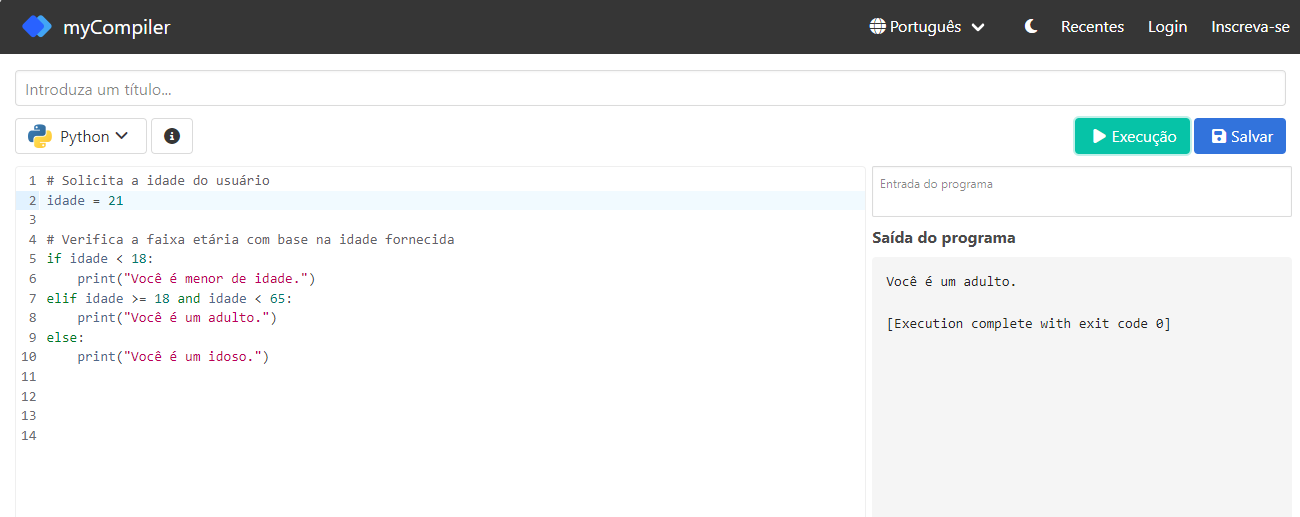 myCompiler
Português
Recentes
Login
Inscreva-se
Introduza um título...
Python
Execução
Salvar
1 # Solicita a idade do usuário
2 idade = 21
3
4 # Verifica a faixa etária com base na idade fornecida
5 if idade < 18:
6     print("Você é menor de idade.")
7 elif idade >= 18 and idade < 65:
8     print("Você é um adulto.")
9 else:
10     print("Você é um idoso.")
11
12
13
14
Entrada do programa
Saída do programa
Você é um adulto.
[Execution complete with exit code 0]